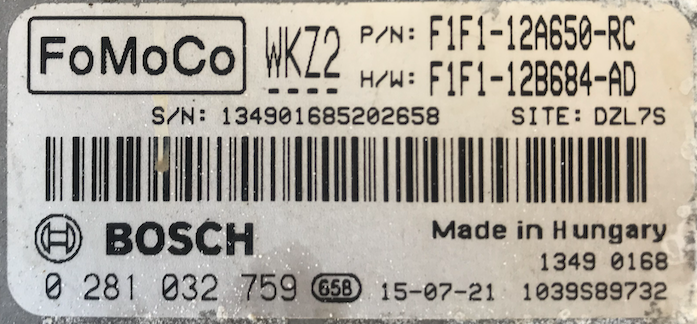 FoMoCo WKZ2 P/N: F1F1-12A650-RC
H/W: F1F1-12B684-AD
S/N: 134901685202658 SITE: DZL7S
BOSCH Made in Hungary
1349 0168
0 281 032 759 G58 15-07-21 1039S89732